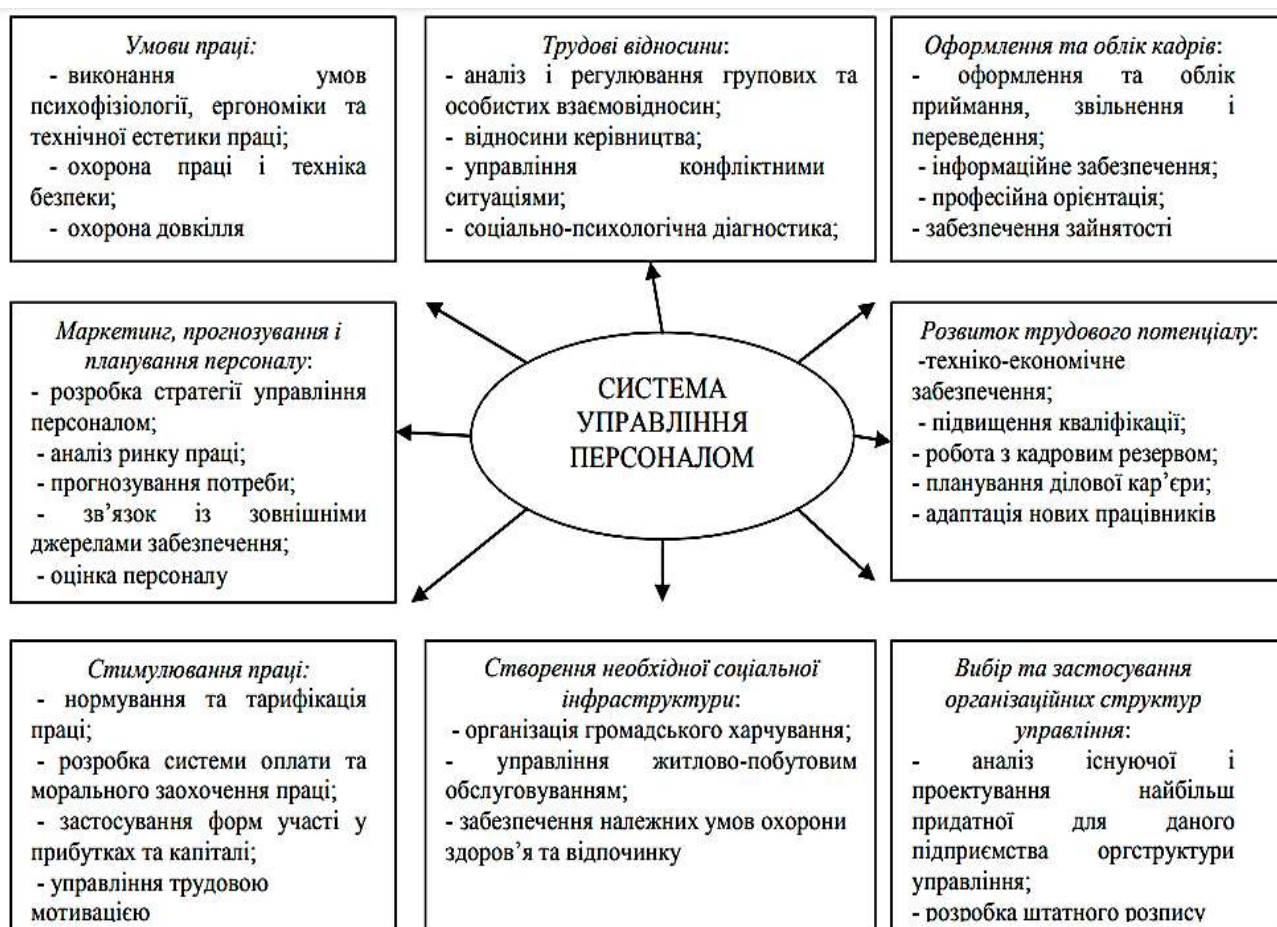 Умови праці:
- виконання умов
психофізіології, ергономіки та
технічної естетики праці;
- охорона праці і техніка
безпеки;
- охорона довкілля
Трудові відносини:
- аналіз і регулювання групових та
особистих взаємовідносин;
- відносини керівництва;
- управління конфліктними
ситуаціями;
- соціально-психологічна діагностика;
Оформлення та облік кадрів:
- оформлення та облік
приймання, звільнення і
переведення;
- інформаційне забезпечення;
- професійна орієнтація;
- забезпечення зайнятості
Маркетинг, прогнозування і
планування персоналу:
- розробка стратегії управління
персоналом;
- аналіз ринку праці;
- прогнозування потреби;
- зв’язок із зовнішніми
джерелами забезпечення;
- оцінка персоналу
СИСТЕМА
УПРАВЛІННЯ
ПЕРСОНАЛОМ
Розвиток трудового потенціалу:
-техніко-економічне
забезпечення;
- підвищення кваліфікації;
- робота з кадровим резервом;
- планування ділової кар’єри;
- адаптація нових працівників
Стимулювання праці:
- нормування та тарифікація
праці;
- розробка системи оплати та
морального заохочення праці;
- застосування форм участі у
прибутках та капіталі;
- управління трудовою
мотивацією
Створення необхідної соціальної
інфраструктури:
- організація громадського харчування;
- управління житлово-побутовим
обслуговуванням;
- забезпечення належних умов охорони
здоров’я та відпочинку
Вибір та застосування
організаційних структур
управління:
- аналіз існуючої і
проектування найбільш
придатної для даного
підприємства оргструктури
управління;
- розробка штатного розпису